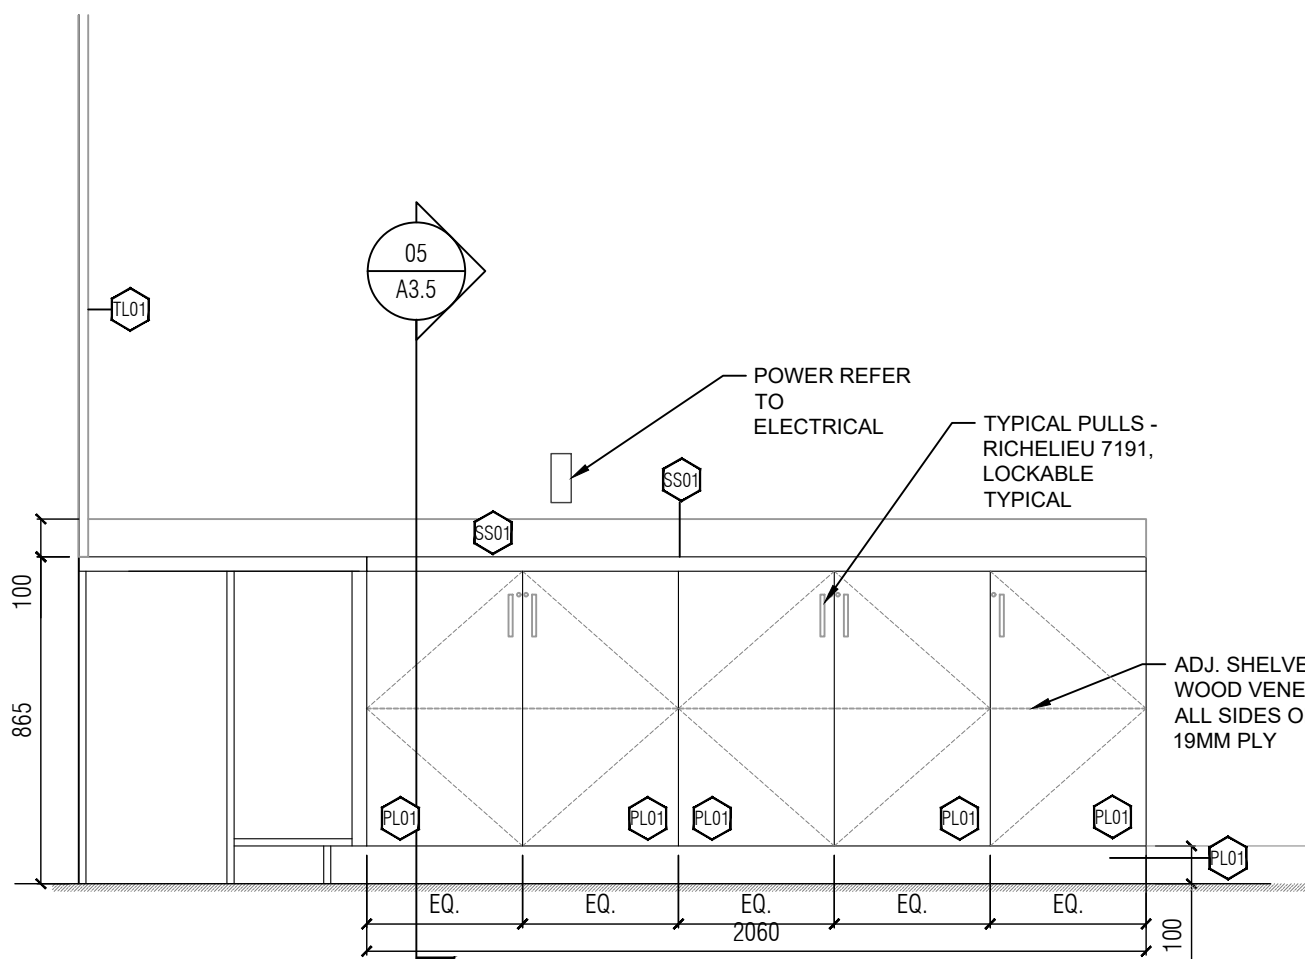 05
A3.5
TL01
POWER REFER
TO
ELECTRICAL
TYPICAL PULLS -
RICHELIEU 7191,
LOCKABLE
TYPICAL
SS01
SS01
100
865
ADJ. SHELVE
WOOD VENE
ALL SIDES O
19MM PLY
PL01
PL01
PL01
PL01
PL01
PL01
EQ.
EQ.
EQ.
EQ.
EQ.
2060
100